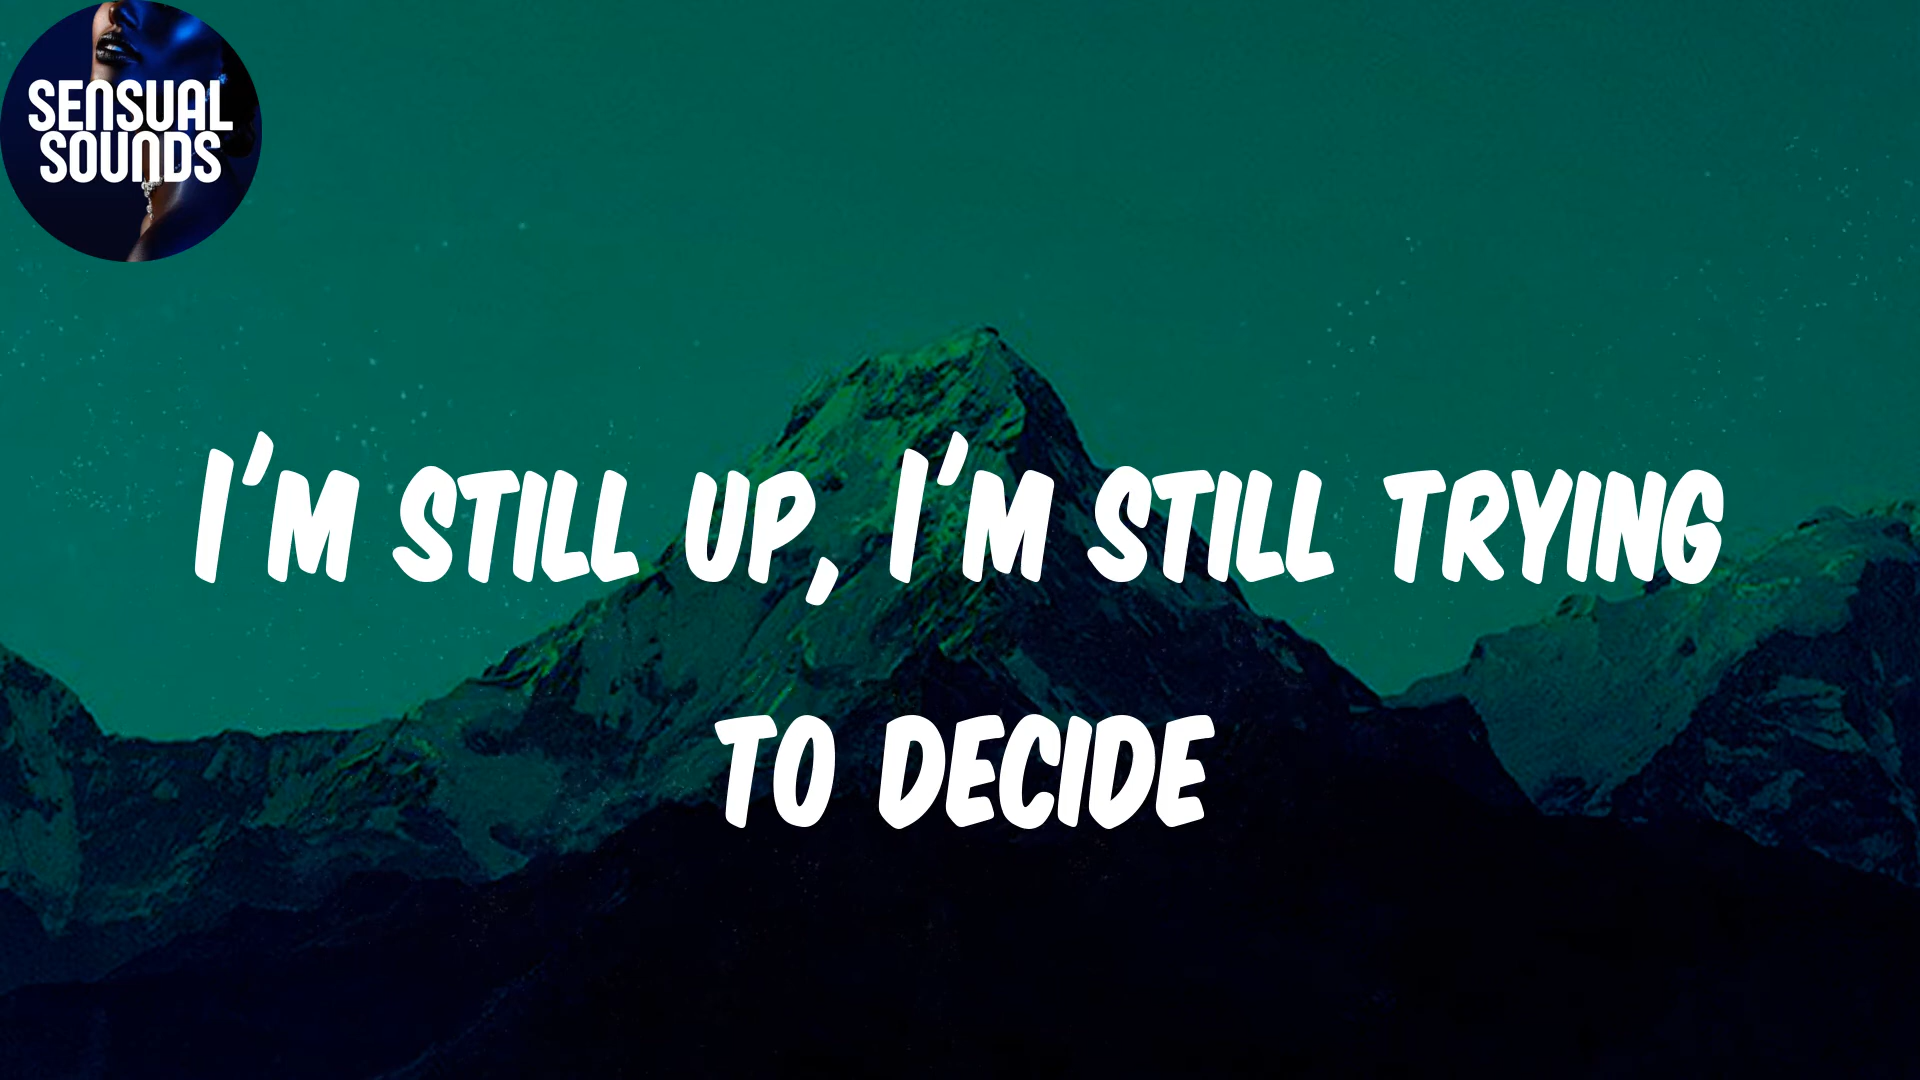 SENSUAL
SOUNDS
I'M STILL UP, I'M STILL TRYING
TO DECIDE